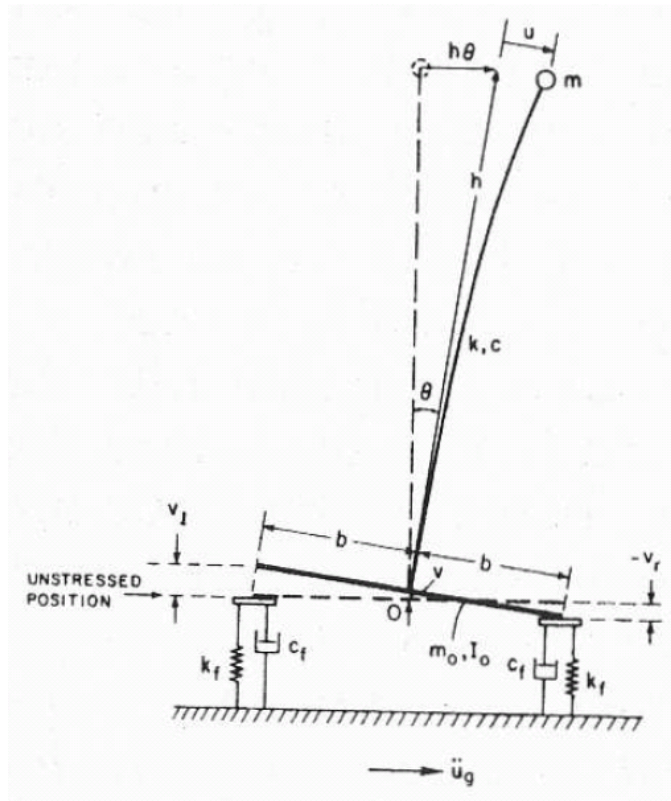 u
hθ
m
h
k, c
θ
v_l
b
b
-v_r
v
UNSTRESSED
POSITION
O
c_f
m_o, I_o
c_f
k_f
k_f
ü_g